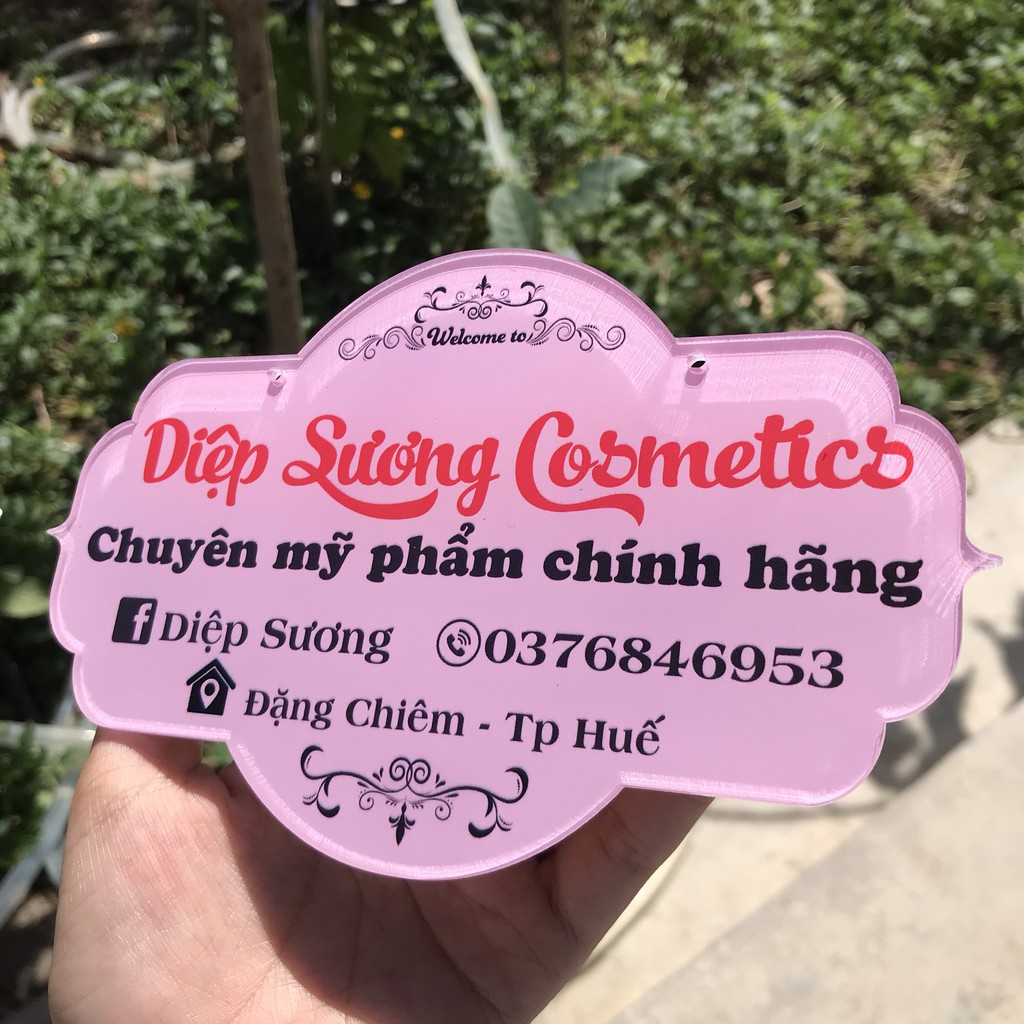 Welcome to
Diệp Sương Cosmetics
Chuyên mỹ phẩm chính hãng
f Diệp Sương 0376846953
Đặng Chiêm - Tp Huế